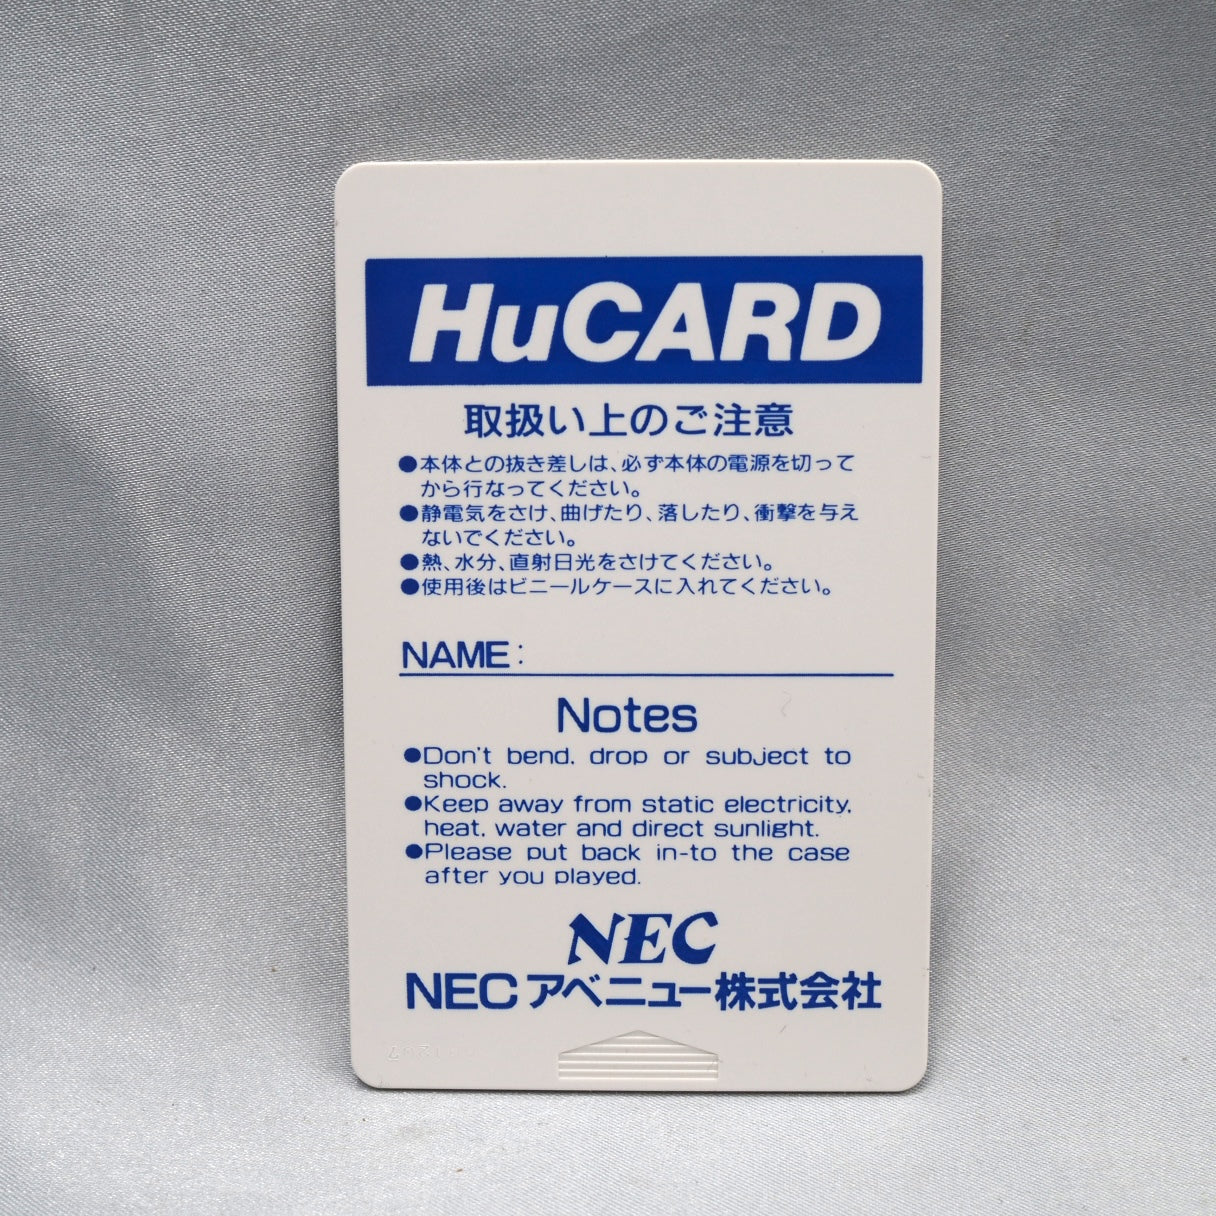 HuCARD
取扱い上のご注意
●本体との抜き差しは、必ず本体の電源を切って
から行なってください。
●静電気をさけ、曲げたり、落したり、衝撃を与え
ないでください。
●熱、水分、直射日光をさけてください。
●使用後はビニールケースに入れてください。
NAME:
Notes
●Don't bend, drop or subject to
shock.
●Keep away from static electricity,
heat, water and direct sunlight.
●Please put back in-to the case
after you played.
NEC
NECアベニュー株式会社